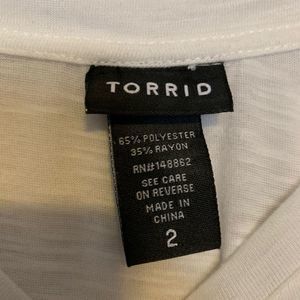 TORRID
65% POLYESTER
35% RAYON
RN#148862
SEE CARE
ON REVERSE
MADE IN
CHINA
2